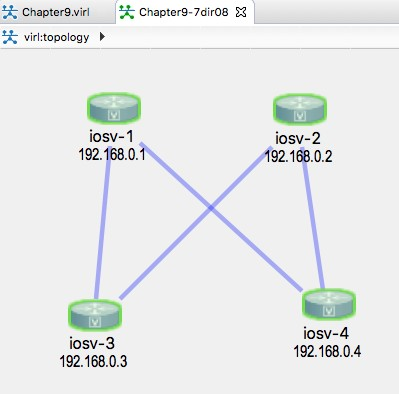 Chapter9.virl
Chapter9-7dir08
virl:topology
iosv-1
192.168.0.1
iosv-2
192.168.0.2
iosv-3
192.168.0.3
iosv-4
192.168.0.4